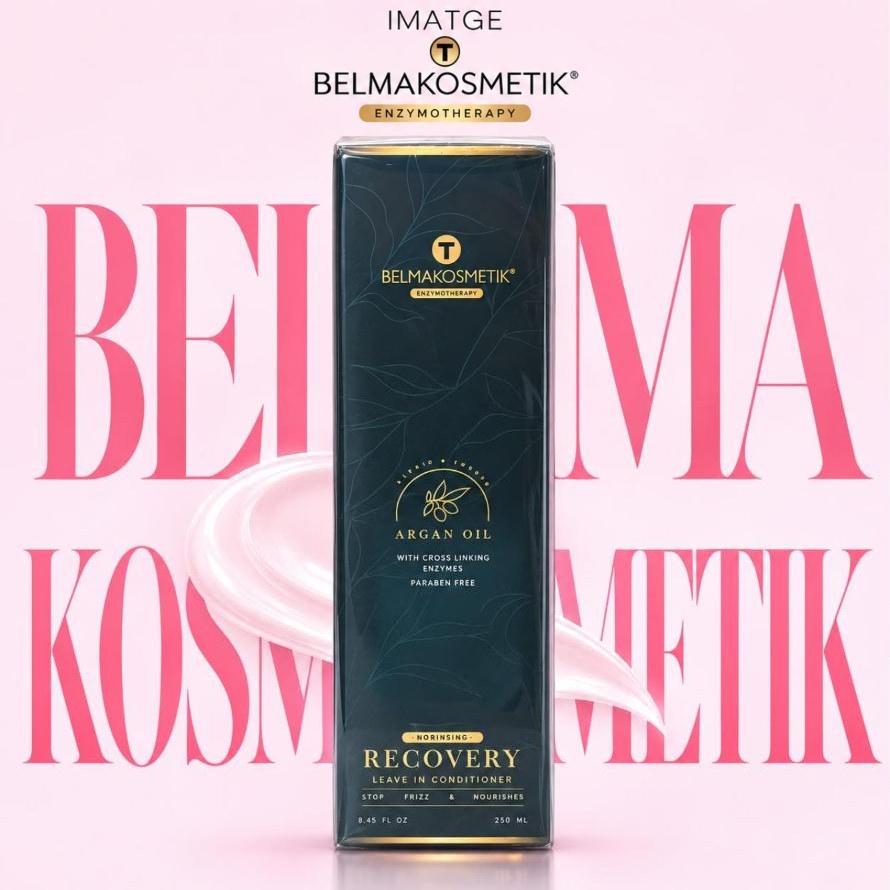 IMATGE
T
BELMAKOSMETIK®
ENZYMOTHERAPY
BELMA
KOSMETIK
T
BELMAKOSMETIK®
ENZYMOTHERAPY
ARGAN OIL
WITH CROSS LINKING
ENZYMES
PARABEN FREE
·NORINSING·
RECOVERY
LEAVE IN CONDITIONER
STOP FRIZZ & NOURISHES
8.45 FL OZ 250 ML